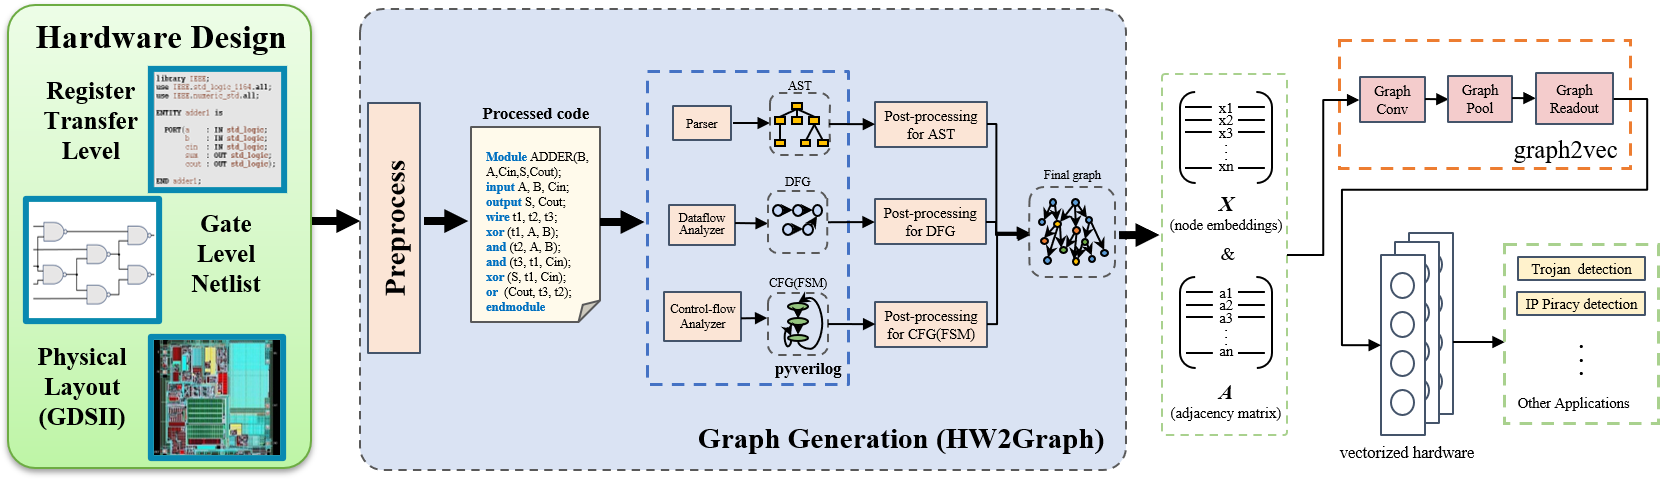 Hardware Design
Register
Transfer
Level
library IEEE;
use IEEE.std_logic_1164.all;
use IEEE.numeric_std.all;
ENTITY adder1 is
PORT(a : IN std_logic;
b : IN std_logic;
cin : IN std_logic;
sum : OUT std_logic;
cout : OUT std_logic);
END adder1;
Gate
Level
Netlist
Physical
Layout
(GDSII)
Preprocess
Processed code
Module ADDER(B,
A,Cin,S,Cout);
input A, B, Cin;
output S, Cout;
wire t1, t2, t3;
xor (t1, A, B);
and (t2, A, B);
and (t3, t1, Cin);
xor (S, t1, Cin);
or (Cout, t3, t2);
endmodule
Parser
AST
Post-processing
for AST
Dataflow
Analyzer
DFG
Post-processing
for DFG
Control-flow
Analyzer
CFG(FSM)
Post-processing
for CFG(FSM)
pyverilog
Final graph
Graph Generation (HW2Graph)
x1
x2
x3
xn
X
(node embeddings)
&
a1
a2
a3
an
A
(adjacency matrix)
Graph
Conv
Graph
Pool
Graph
Readout
graph2vec
vectorized hardware
Trojan detection
IP Piracy detection
Other Applications